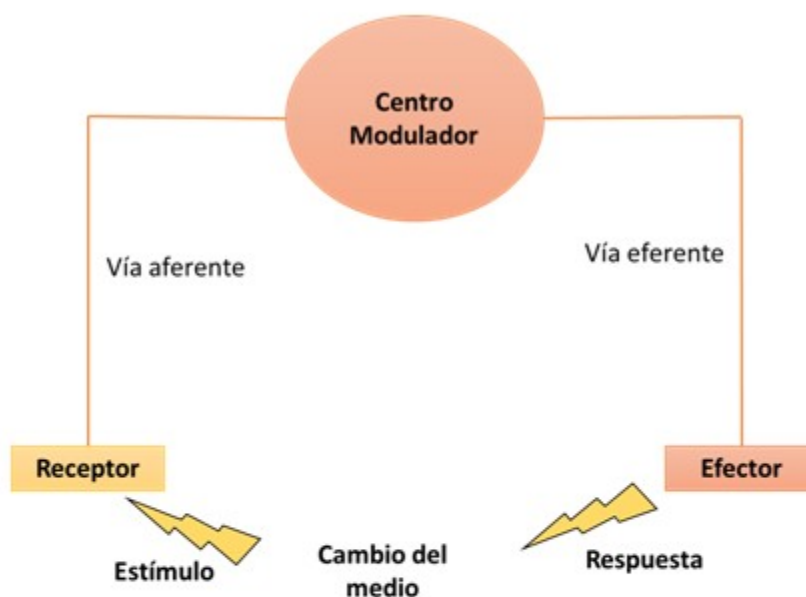 Centro
Modulador
Vía aferente
Vía eferente
Receptor
Efector
Estímulo
Cambio del
medio
Respuesta